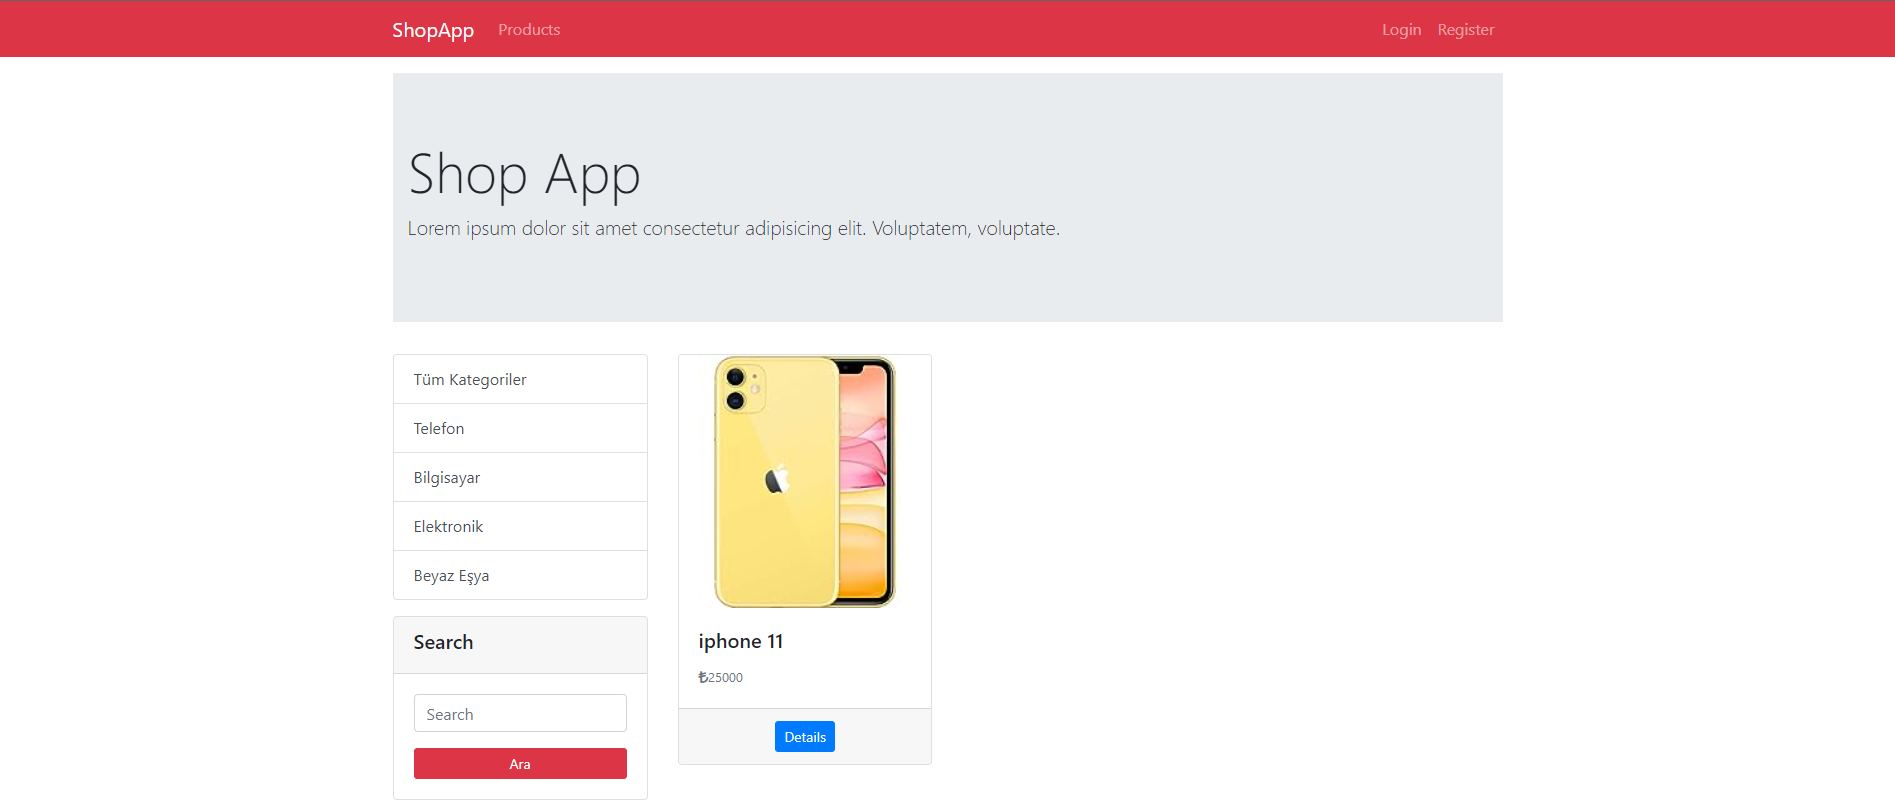 ShopApp Products Login Register
Shop App
Lorem ipsum dolor sit amet consectetur adipisicing elit. Voluptatem, voluptate.
Tüm Kategoriler
Telefon
Bilgisayar
Elektronik
Beyaz Eşya
Search
Search
Ara
iphone 11
₺25000
Details